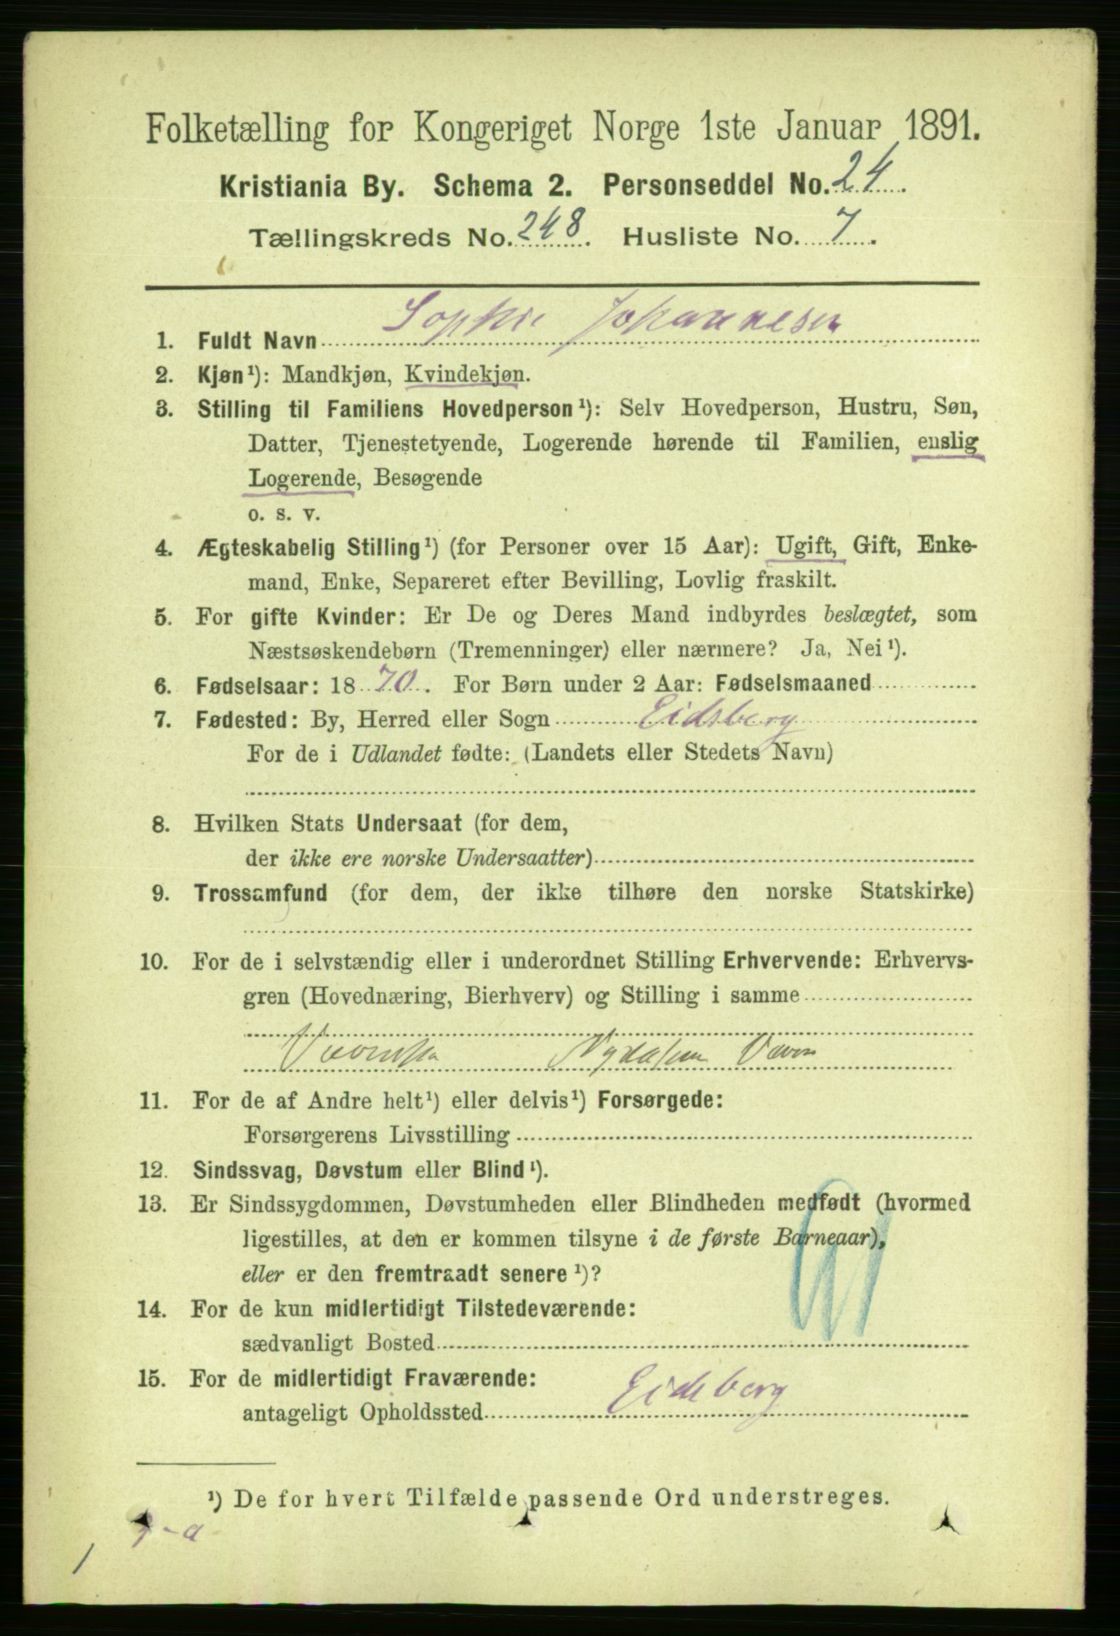 Folketælling for Kongeriget Norge 1ste Januar 1891.
Kristiania By. Schema 2. Personseddel No. 24.
Tællingskreds No. 248. Husliste No. 7.
1. Fuldt Navn Sophie Johannesen
2. Kjøn¹): Mandkjøn, Kvindekjøn.
3. Stilling til Familiens Hovedperson¹): Selv Hovedperson, Hustru, Søn,
Datter, Tjenestetyende, Logerende hørende til Familien, enslig
Logerende, Besøgende
o. s. v.
4. Ægteskabelig Stilling¹) (for Personer over 15 Aar): Ugift, Gift, Enke-
mand, Enke, Separeret efter Bevilling, Lovlig fraskilt.
5. For gifte Kvinder: Er De og Deres Mand indbyrdes beslægtet, som
Næstsøskendebørn (Tremenninger) eller nærmere? Ja, Nei¹).
6. Fødselsaar: 1870. For Børn under 2 Aar: Fødselsmaaned
7. Fødested: By, Herred eller Sogn Eidsberg
For de i Udlandet fødte: (Landets eller Stedets Navn)
8. Hvilken Stats Undersaat (for dem,
der ikke ere norske Undersaatter)
9. Trossamfund (for dem, der ikke tilhøre den norske Statskirke)
10. For de i selvstændig eller i underordnet Stilling Erhvervende: Erhvervs-
gren (Hovednæring, Bierhverv) og Stilling i samme
Nydalens
11. For de af Andre helt¹) eller delvis¹) Forsørgede:
Forsørgerens Livsstilling
12. Sindssvag, Døvstum eller Blind¹).
13. Er Sindssygdommen, Døvstumheden eller Blindheden medfødt (hvormed
ligestilles, at den er kommen tilsyne i de første Barneaar),
eller er den fremtraadt senere¹)?
14. For de kun midlertidigt Tilstedeværende:
sædvanligt Bosted
15. For de midlertidigt Fraværende:
antageligt Opholdssted Eidsberg
¹) De for hvert Tilfælde passende Ord understreges.